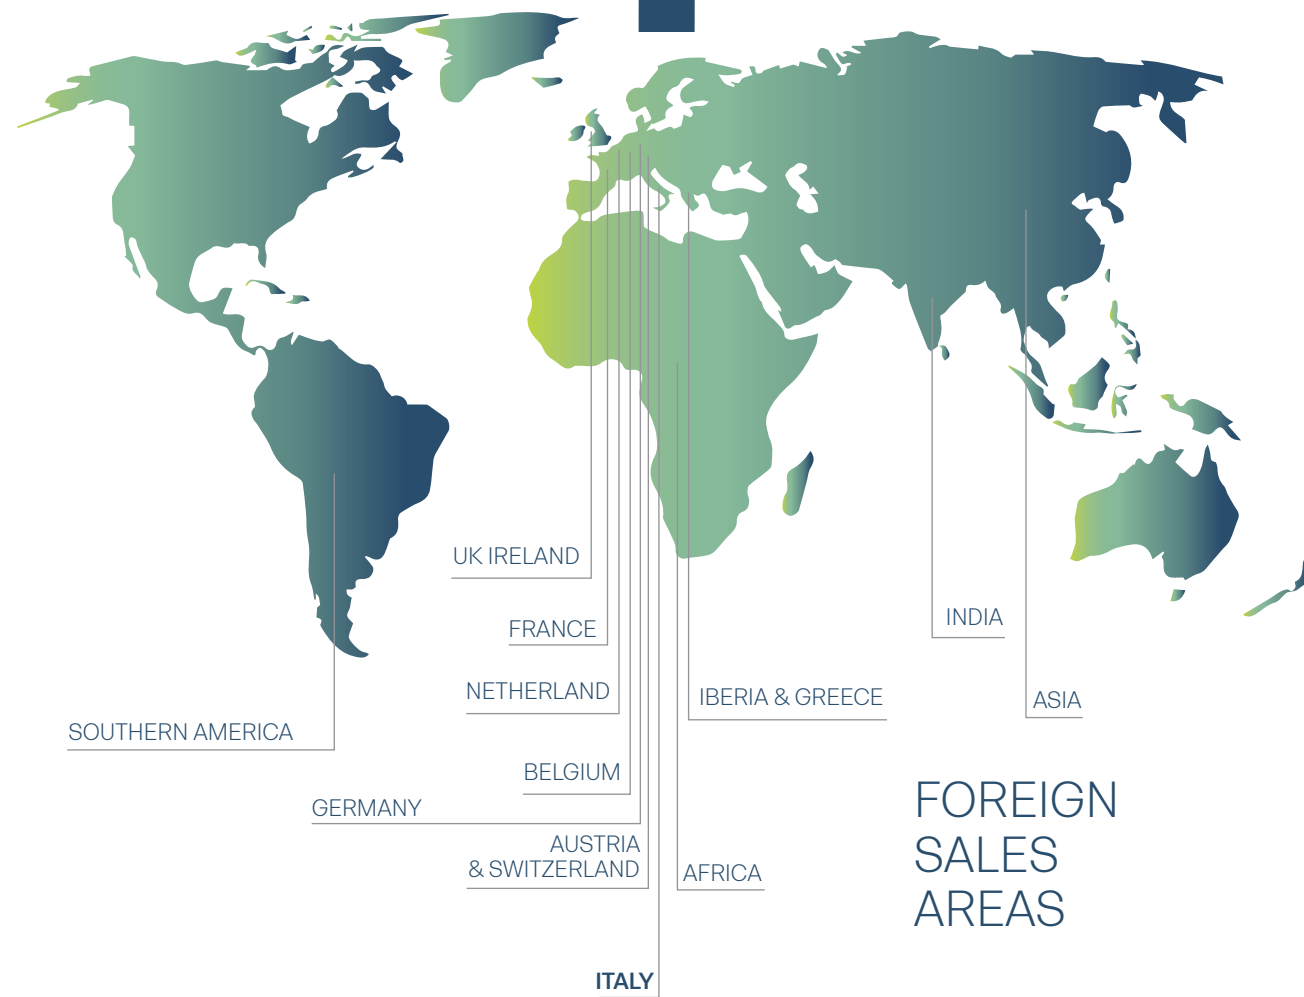 UK IRELAND
FRANCE
NETHERLAND
SOUTHERN AMERICA
BELGIUM
GERMANY
AUSTRIA
& SWITZERLAND
ITALY
AFRICA
IBERIA & GREECE
INDIA
ASIA
FOREIGN
SALES
AREAS